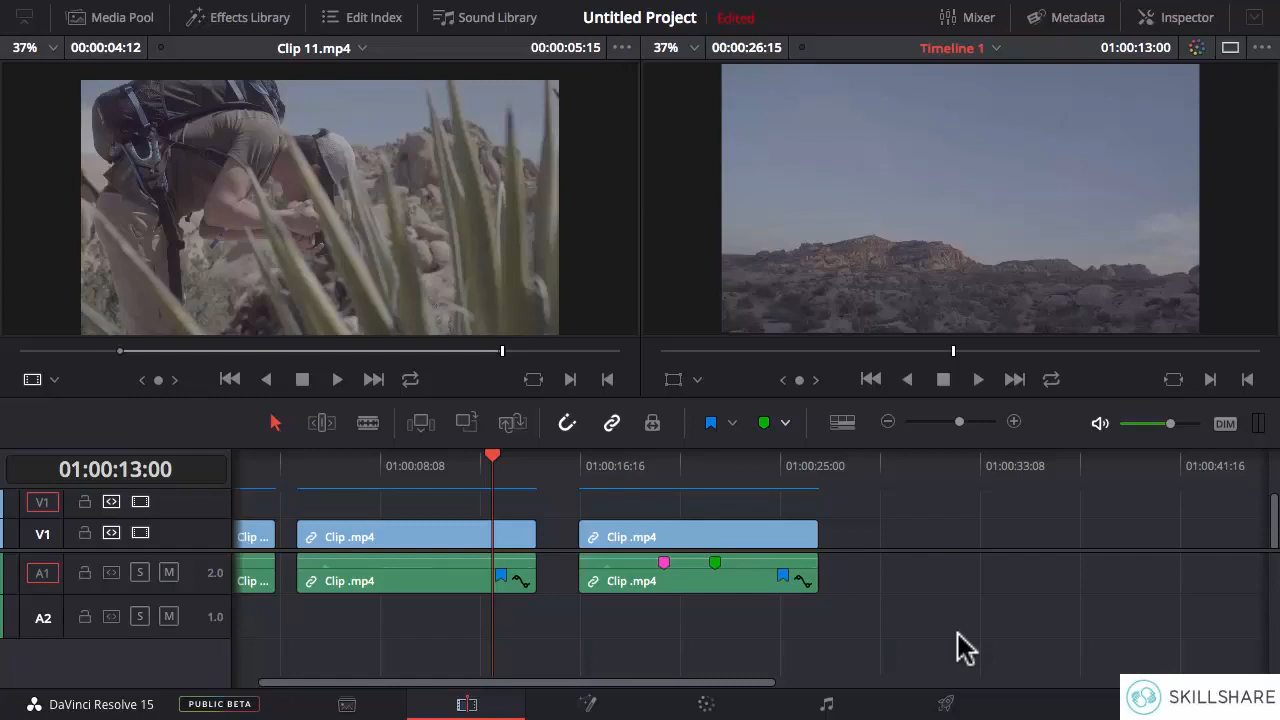 Media Pool Effects Library Edit Index Sound Library Untitled Project Edited Mixer Metadata Inspector
37% 00:00:04:12 Clip 11.mp4 00:00:05:15 ••• 37% 00:00:26:15 Timeline 1 01:00:13:00 •••
DIM
01:00:13:00 01:00:08:08 01:00:16:16 01:00:25:00 01:00:33:08 01:00:41:16
V1
V1 Clip ... Clip .mp4 Clip .mp4
A1 S M 2.0 Clip ... Clip .mp4 Clip .mp4
A2 S M 1.0
DaVinci Resolve 15 PUBLIC BETA
SKILLSHARE